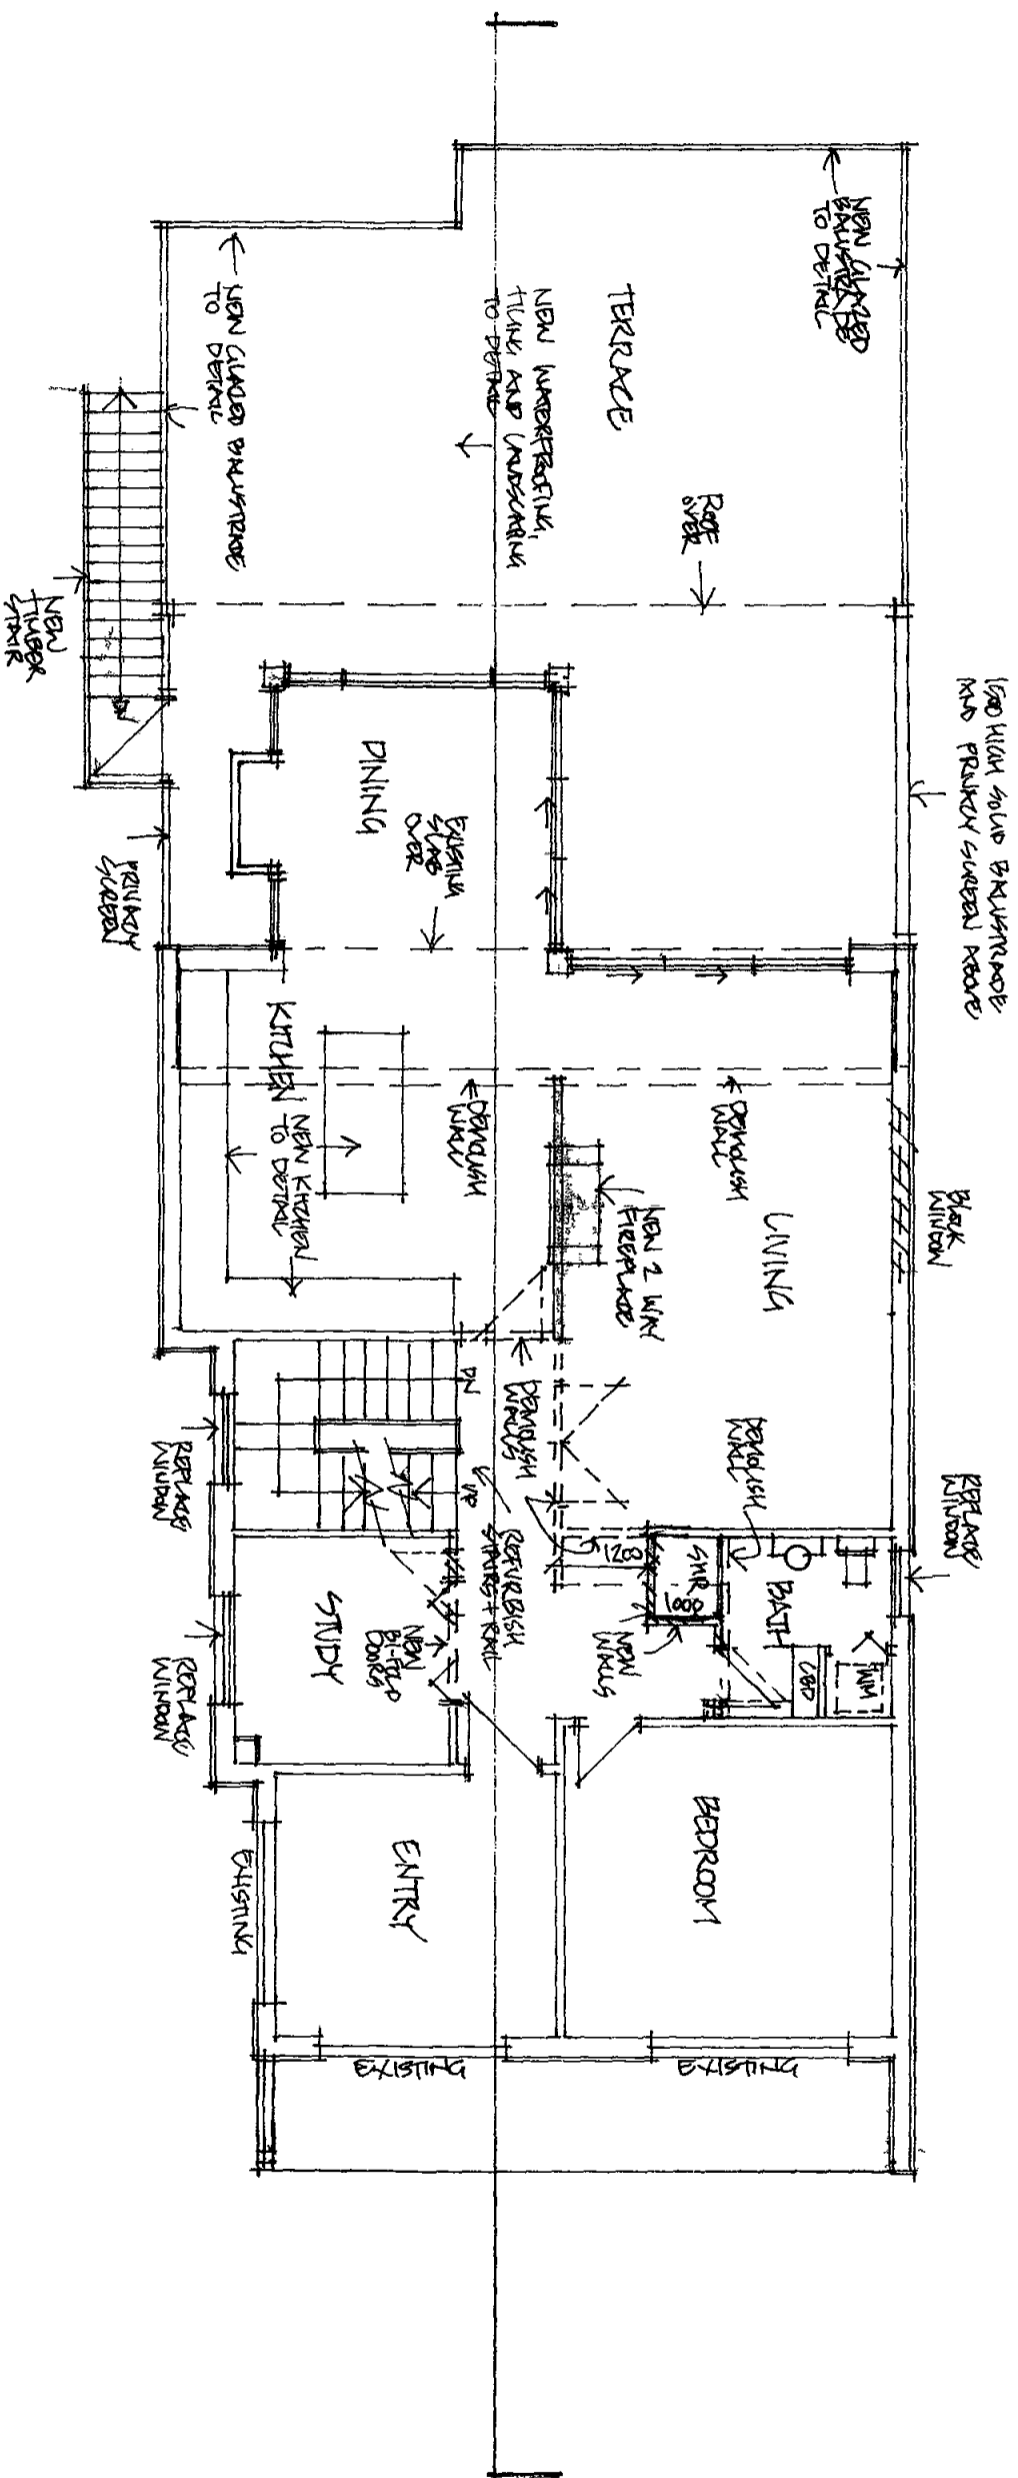 NEW GLAZED
BALUSTRADE
TO DETAIL
TERRACE
NEW WATERPROOFING,
TILING AND LANDSCAPING
TO DETAIL
NEW GLAZED BALUSTRADE
TO DETAIL
ROOF
OVER
1500 HIGH SOLID BALUSTRADE
AND PRIVACY SCREEN ABOVE
NEW
TIMBER
STAIR
DN
DINING
EXISTING
SLAB
OVER
PRIVACY
SCREEN
KITCHEN
NEW KITCHEN
TO DETAIL
DEMOLISH
WALL
DEMOLISH
WALL
LIVING
NEW 2 WAY
FIREPLACE
BLOCK
WINDOW
DN
UP
DEMOLISH
WALLS
REFURBISH
STAIRS + RAIL
DEMOLISH
WALL
REPLACE
WINDOW
REPLACE
WINDOW
SHR
BATH
CBD
WM
NEW
WALLS
STUDY
NEW
BI-FOLD
DOORS
REPLACE
WINDOW
BEDROOM
ENTRY
EXISTING
EXISTING
EXISTING